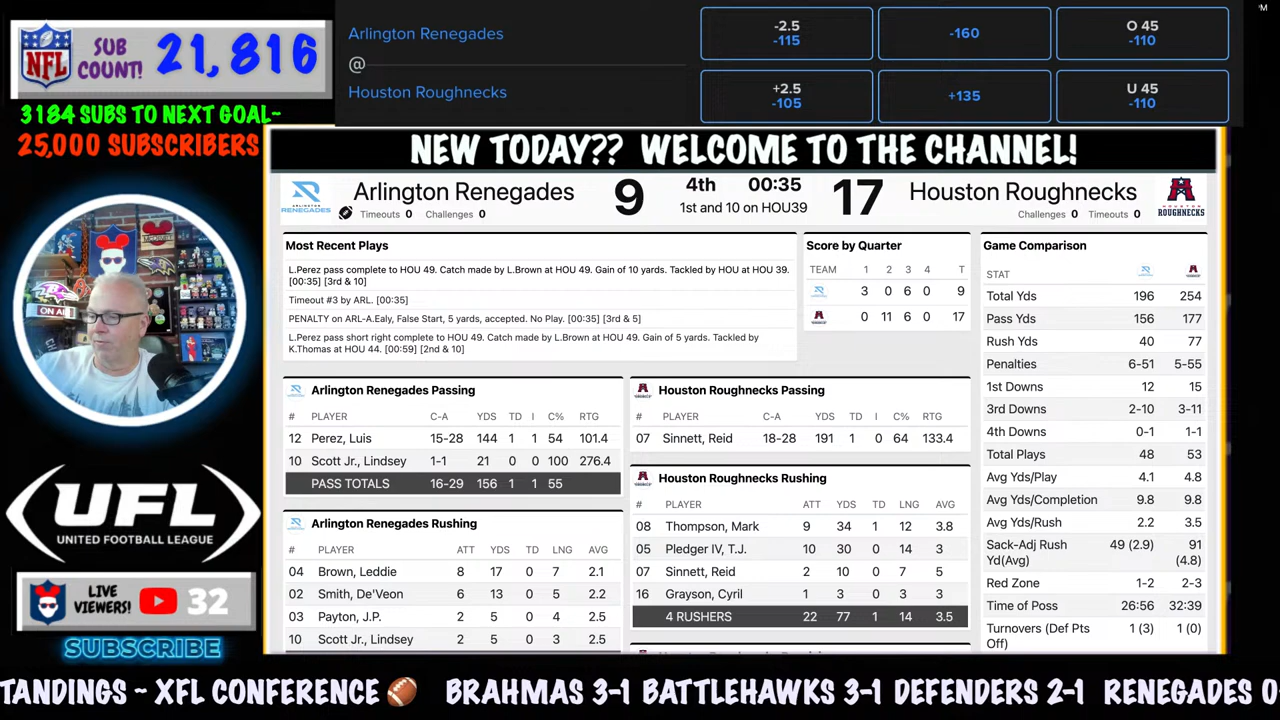 NFL
SUB
COUNT!
21,816
3184 SUBS TO NEXT GOAL~
25,000 SUBSCRIBERS
Arlington Renegades
@
Houston Roughnecks
-2.5
-115
-160
O 45
-110
+2.5
-105
+135
U 45
-110
NEW TODAY?? WELCOME TO THE CHANNEL!
RENEGADES
Arlington Renegades 9
Timeouts 0 Challenges 0
4th 00:35
1st and 10 on HOU39
17 Houston Roughnecks
Challenges 0 Timeouts 0
ROUGHNECKS
Most Recent Plays
L.Perez pass complete to HOU 49. Catch made by L.Brown at HOU 49. Gain of 10 yards. Tackled by HOU at HOU 39.
[00:35] [3rd & 10]
Timeout #3 by ARL. [00:35]
PENALTY on ARL-A.Ealy, False Start, 5 yards, accepted. No Play. [00:35] [3rd & 5]
L.Perez pass short right complete to HOU 49. Catch made by L.Brown at HOU 49. Gain of 5 yards. Tackled by
K.Thomas at HOU 44. [00:59] [2nd & 10]
Score by Quarter
TEAM 1 2 3 4 T
3 0 6 0 9
0 11 6 0 17
Game Comparison
STAT
Total Yds 196 254
Pass Yds 156 177
Rush Yds 40 77
Penalties 6-51 5-55
1st Downs 12 15
3rd Downs 2-10 3-11
4th Downs 0-1 1-1
Total Plays 48 53
Avg Yds/Play 4.1 4.8
Avg Yds/Completion 9.8 9.8
Avg Yds/Rush 2.2 3.5
Sack-Adj Rush 49 (2.9) 91
Yd(Avg) (4.8)
Red Zone 1-2 2-3
Time of Poss 26:56 32:39
Turnovers (Def Pts 1 (3) 1 (0)
Off)
Arlington Renegades Passing
# PLAYER C-A YDS TD I C% RTG
12 Perez, Luis 15-28 144 1 1 54 101.4
10 Scott Jr., Lindsey 1-1 21 0 0 100 276.4
PASS TOTALS 16-29 156 1 1 55
Arlington Renegades Rushing
# PLAYER ATT YDS TD LNG AVG
04 Brown, Leddie 8 17 0 7 2.1
02 Smith, De'Veon 6 13 0 5 2.2
03 Payton, J.P. 2 5 0 4 2.5
10 Scott Jr., Lindsey 2 5 0 3 2.5
Houston Roughnecks Passing
# PLAYER C-A YDS TD I C% RTG
07 Sinnett, Reid 18-28 191 1 0 64 133.4
Houston Roughnecks Rushing
# PLAYER ATT YDS TD LNG AVG
08 Thompson, Mark 9 34 1 12 3.8
05 Pledger IV, T.J. 10 30 0 14 3
07 Sinnett, Reid 2 10 0 7 5
16 Grayson, Cyril 1 3 0 3 3
4 RUSHERS 22 77 1 14 3.5
ON AI
UFL
UNITED FOOTBALL LEAGUE
LIVE
VIEWERS!
32
SUBSCRIBE
TANDINGS ~ XFL CONFERENCE 🏈 BRAHMAS 3-1 BATTLEHAWKS 3-1 DEFENDERS 2-1 RENEGADES 0